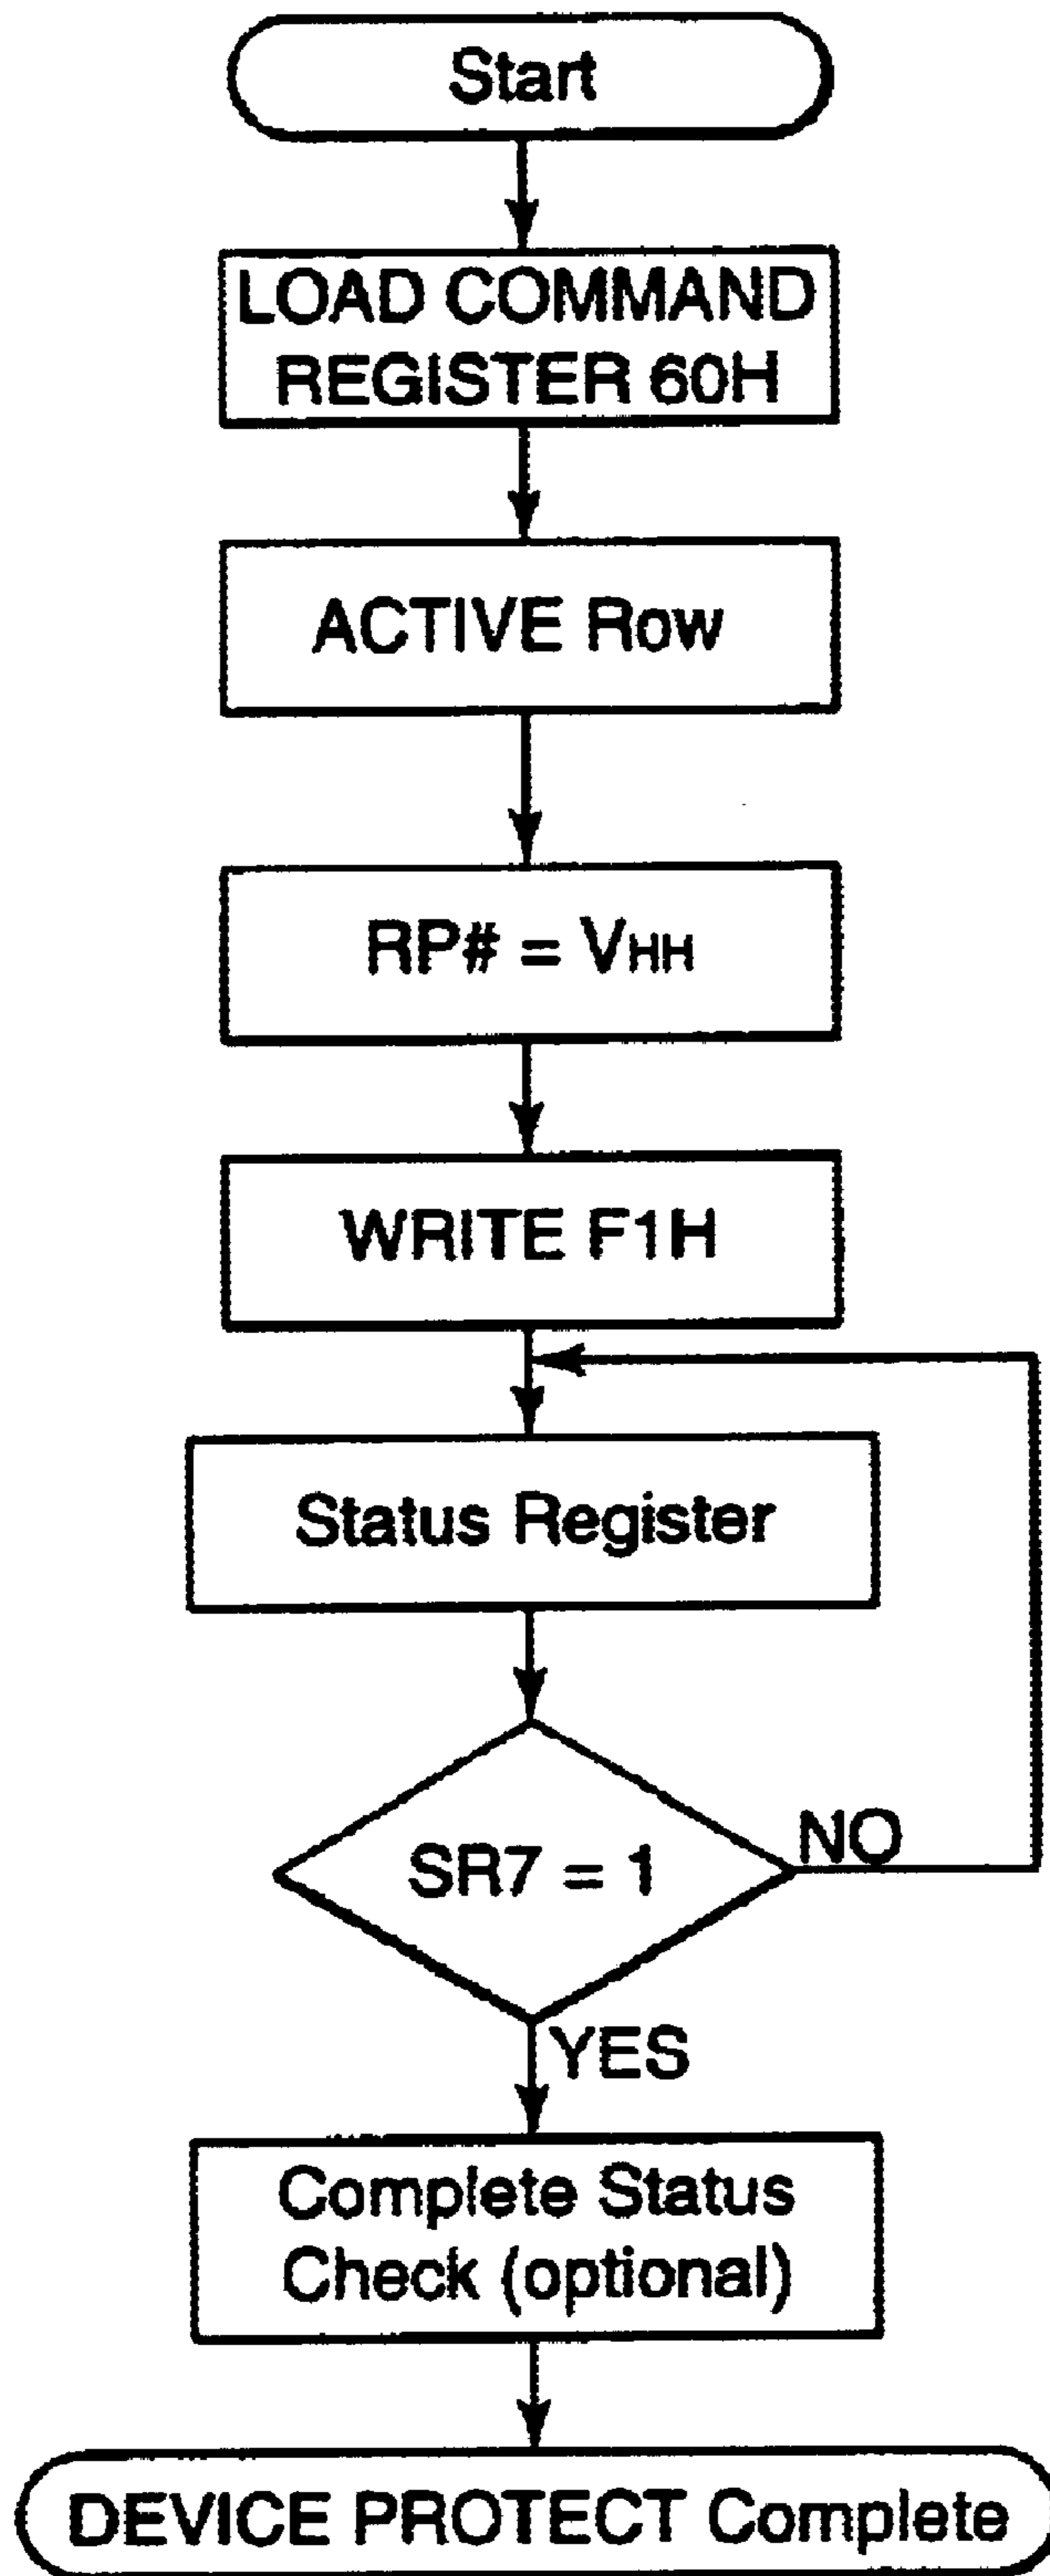 Start
LOAD COMMAND
REGISTER 60H
ACTIVE Row
RP# = VHH
WRITE F1H
Status Register
SR7 = 1
NO
YES
Complete Status
Check (optional)
DEVICE PROTECT Complete